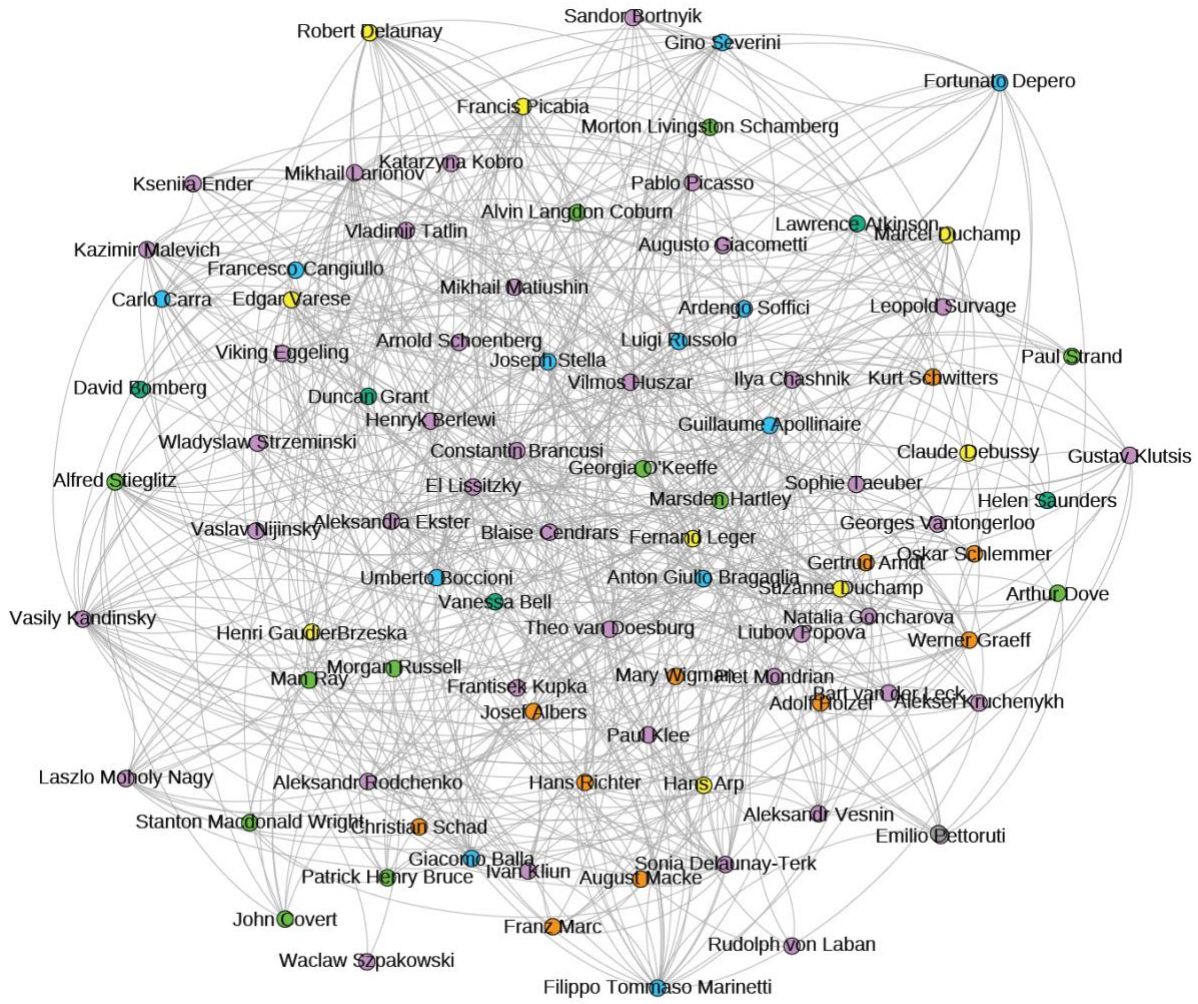 Sandor Bortnyik
Robert Delaunay
Gino Severini
Fortunato Depero
Francis Picabia
Morton Livingston Schamberg
Katarzyna Kobro
Mikhail Larionov
Kseniia Ender
Pablo Picasso
Alvin Langdon Coburn
Lawrence Atkinson
Vladimir Tatlin
Marcel Duchamp
Augusto Giacometti
Kazimir Malevich
Francesco Cangiullo
Mikhail Matiushin
Carlo Carra
Edgar Varese
Ardengo Soffici
Leopold Survage
Arnold Schoenberg
Luigi Russolo
Viking Eggeling
Joseph Stella
Paul Strand
Vilmos Huszar
Ilya Chashnik
Kurt Schwitters
David Bomberg
Duncan Grant
Henryk Berlewi
Guillaume Apollinaire
Wladyslaw Strzeminski
Constantin Brancusi
Claude Debussy
Gustav Klutsis
Georgia O'Keeffe
Alfred Stieglitz
El Lissitzky
Sophie Taeuber
Marsden Hartley
Helen Saunders
Aleksandra Ekster
Georges Vantongerloo
Vaslav Nijinsky
Blaise Cendrars
Fernand Leger
Oskar Schlemmer
Gertrud Arndt
Umberto Boccioni
Anton Giulio Bragaglia
Suzanne Duchamp
Arthur Dove
Vanessa Bell
Vasily Kandinsky
Natalia Goncharova
Theo van Doesburg
Henri GaudierBrzeska
Liubov Popova
Werner Graeff
Morgan Russell
Man Ray
Mary Wigman
Piet Mondrian
Frantisek Kupka
Bart van der Leck
Adolf Holzel
Aleksei Kruchenykh
Josef Albers
Paul Klee
Laszlo Moholy Nagy
Aleksandr Rodchenko
Hans Richter
Hans Arp
Aleksandr Vesnin
Stanton Macdonald Wright
Christian Schad
Emilio Pettoruti
Giacomo Balla
Sonia Delaunay-Terk
Ivan Kliun
Patrick Henry Bruce
August Macke
John Covert
Franz Marc
Rudolph von Laban
Waclaw Szpakowski
Filippo Tommaso Marinetti